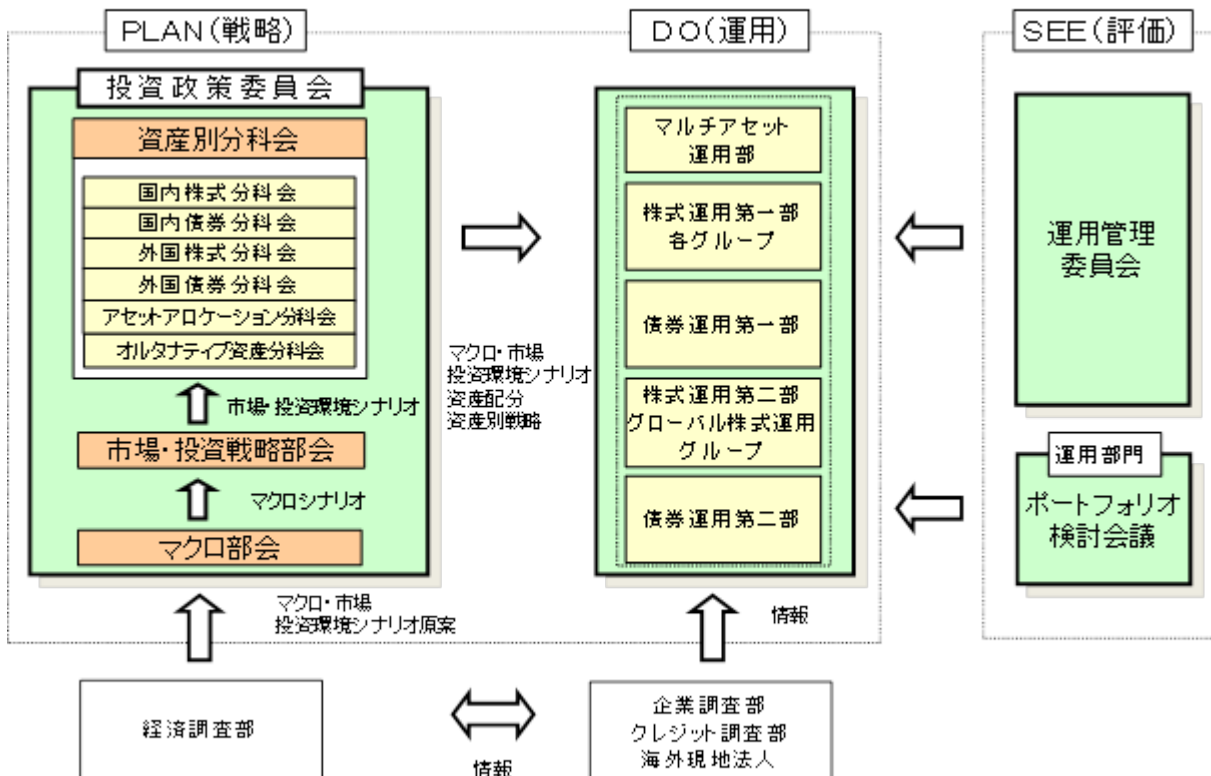 PLAN(戦略)
投資政策委員会
資産別分科会
国内株式分科会
国内債券分科会
外国株式分科会
外国債券分科会
アセットアロケーション分科会
オルタナティブ資産分科会
市場・投資環境シナリオ
市場・投資戦略部会
マクロシナリオ
マクロ部会
マクロ・市場
投資環境シナリオ原案
経済調査部
マクロ・市場
投資環境シナリオ
資産配分
資産別戦略
DO(運用)
マルチアセット
運用部
株式運用第一部
各グループ
債券運用第一部
株式運用第二部
グローバル株式運用
グループ
債券運用第二部
情報
企業調査部
クレジット調査部
海外現地法人
情報
SEE(評価)
運用管理
委員会
運用部門
ポートフォリオ
検討会議